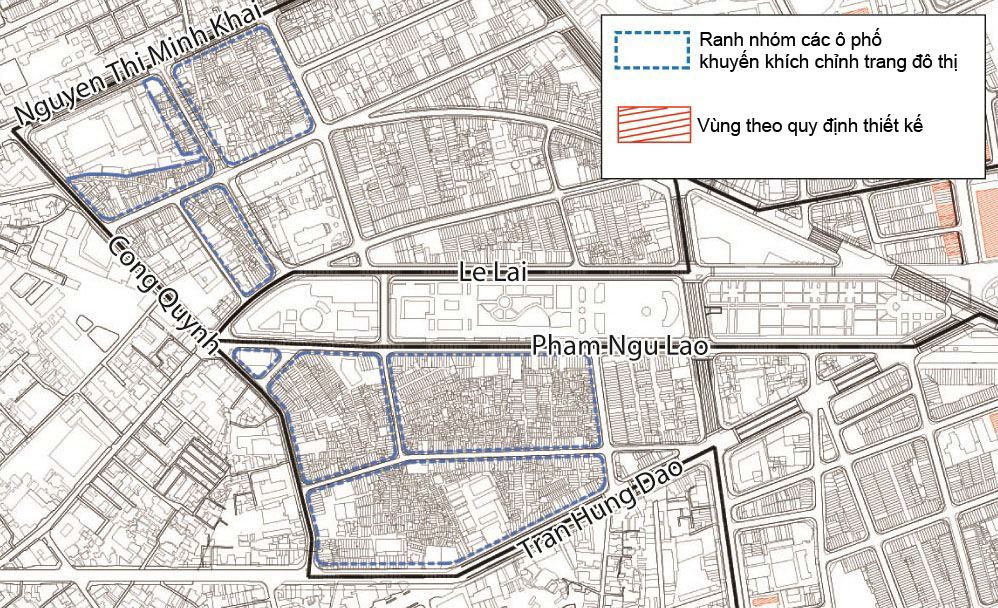 Nguyen Thi Minh Khai
Ranh nhóm các ô phố
khuyến khích chỉnh trang đô thị
Vùng theo quy định thiết kế
Cong Quynh
Le Lai
Pham Ngu Lao
Tran Hung Dao